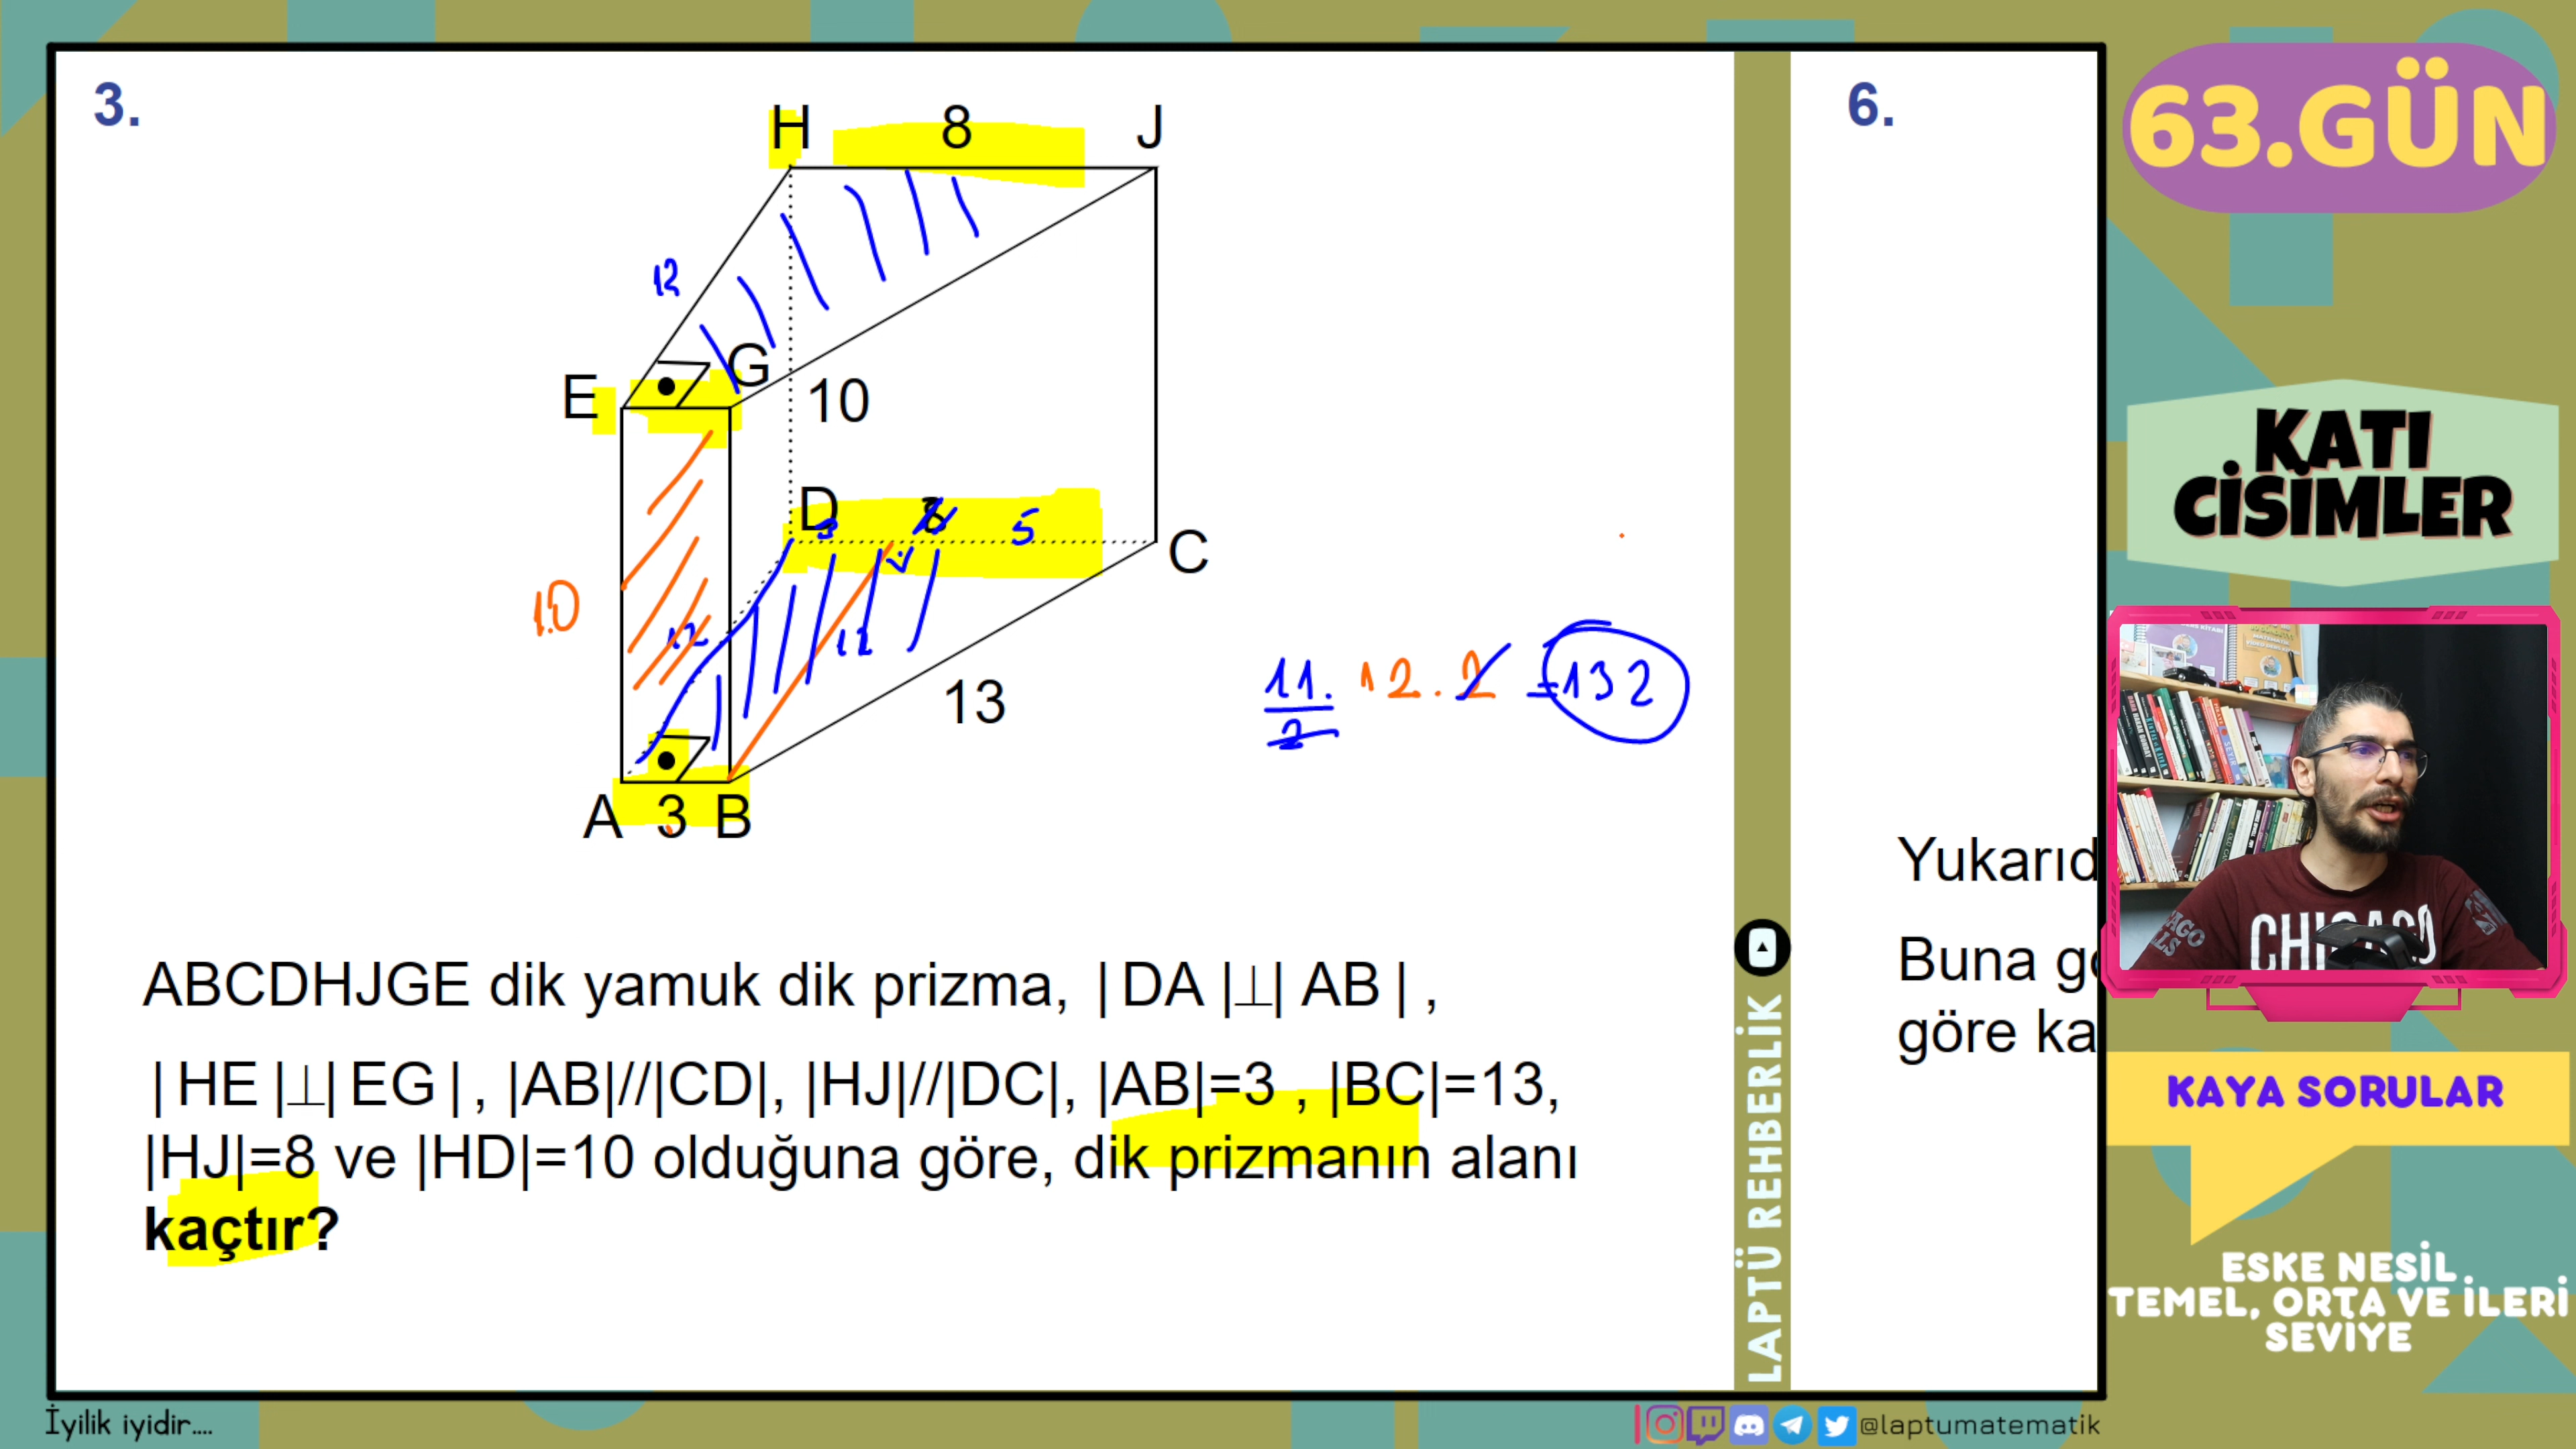 3.
H 8 J
12
E G
10
D 3 8 5
C
10
12 12
13
A 3 B
11. 12. 2 = 132
2
ABCDHJGE dik yamuk dik prizma, |DA|⊥|AB|,
|HE|⊥|EG|, |AB|//|CD|, |HJ|//|DC|, |AB|=3 , |BC|=13,
|HJ|=8 ve |HD|=10 olduğuna göre, dik prizmanın alanı
kaçtır?
LAPTÜ REHBERLİK
6.
Yukarıd
Buna gö
göre ka
63.GÜN
KATI
CİSİMLER
CHICAGO
KAYA SORULAR
ESKE NESİL
TEMEL, ORTA VE İLERİ
SEVİYE
İyilik iyidir....
@laptumatematik